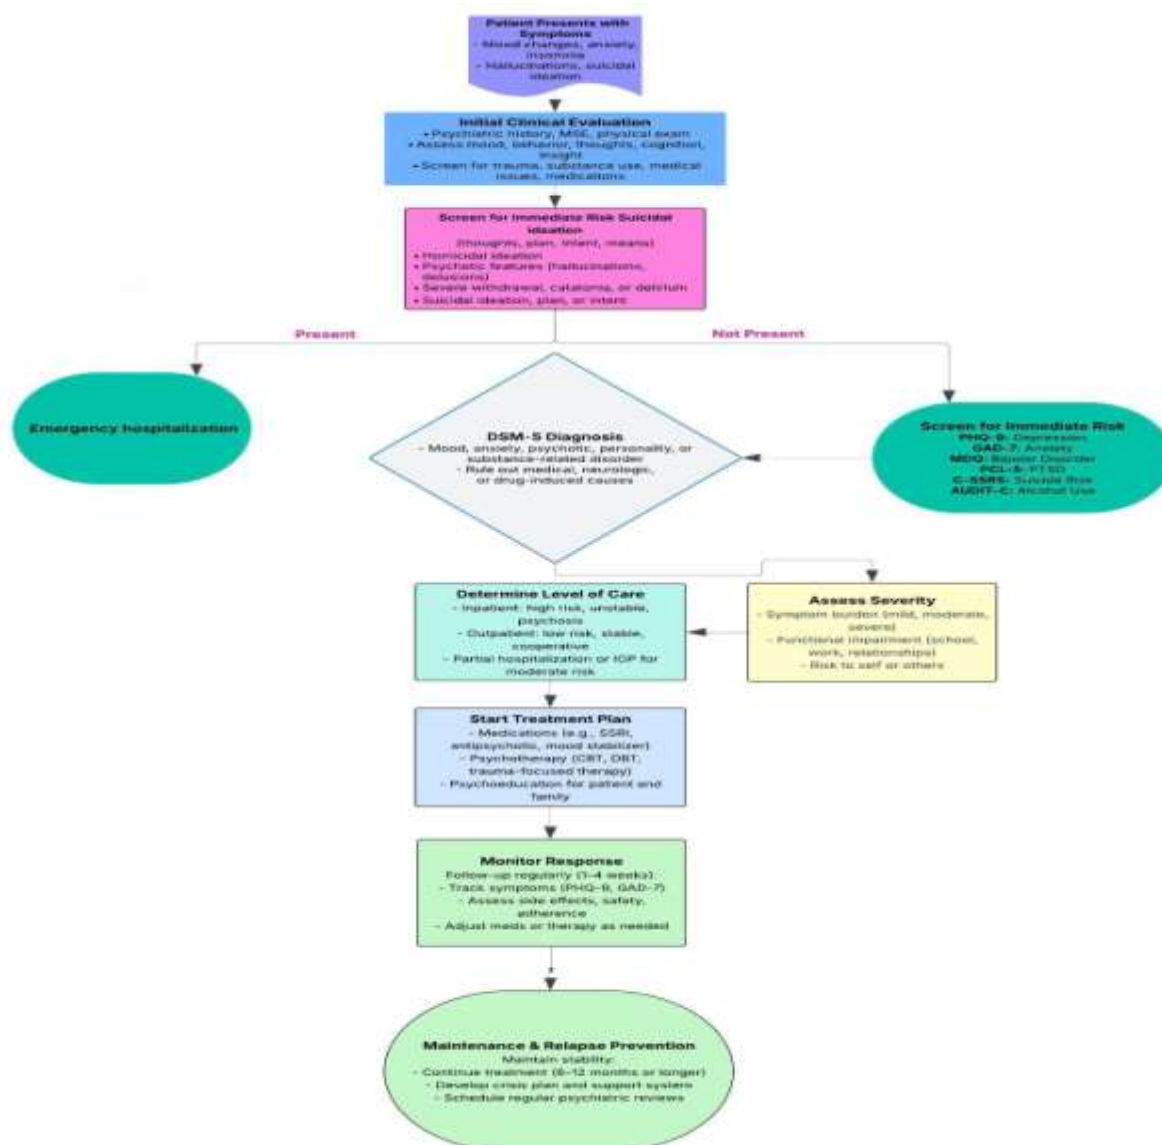 Patient Presents with
Symptoms
- Mood changes, anxiety,
insomnia
- Hallucinations, suicidal
ideation
Initial Clinical Evaluation
• Psychiatric history, MSE, physical exam
• Assess mood, behavior, thoughts, cognition,
insight
• Screen for trauma, substance use, medical
issues, medications
Screen for Immediate Risk Suicidal
ideation
(thoughts, plan, intent, means)
• Homicidal ideation
• Psychotic features (hallucinations,
delusions)
• Severe withdrawal, catatonia, or delirium
• Suicidal ideation, plan, or intent
Present
Not Present
Emergency hospitalization
Screen for Immediate Risk
PHQ-9: Depression
GAD-7: Anxiety
MDQ: Bipolar Disorder
PCL-5: PTSD
C-SSRS: Suicide Risk
AUDIT-C: Alcohol Use
DSM-5 Diagnosis
- Mood, anxiety, psychotic, personality, or
substance-related disorder
- Rule out medical, neurologic,
or drug-induced causes
Determine Level of Care
- Inpatient: high risk, unstable,
psychosis
- Outpatient: low risk, stable,
cooperative
- Partial hospitalization or IOP for
moderate risk
Assess Severity
- Symptom burden (mild, moderate,
severe)
- Functional impairment (school,
work, relationships)
- Risk to self or others
Start Treatment Plan
- Medications (e.g., SSRI,
antipsychotic, mood stabilizer)
- Psychotherapy (CBT, DBT,
trauma-focused therapy)
- Psychoeducation for patient and
family
Monitor Response
Follow-up regularly (1-4 weeks):
- Track symptoms (PHQ-9, GAD-7)
- Assess side effects, safety,
adherence
- Adjust meds or therapy as needed
Maintenance & Relapse Prevention
Maintain stability:
- Continue treatment (6-12 months or longer)
- Develop crisis plan and support system
- Schedule regular psychiatric reviews